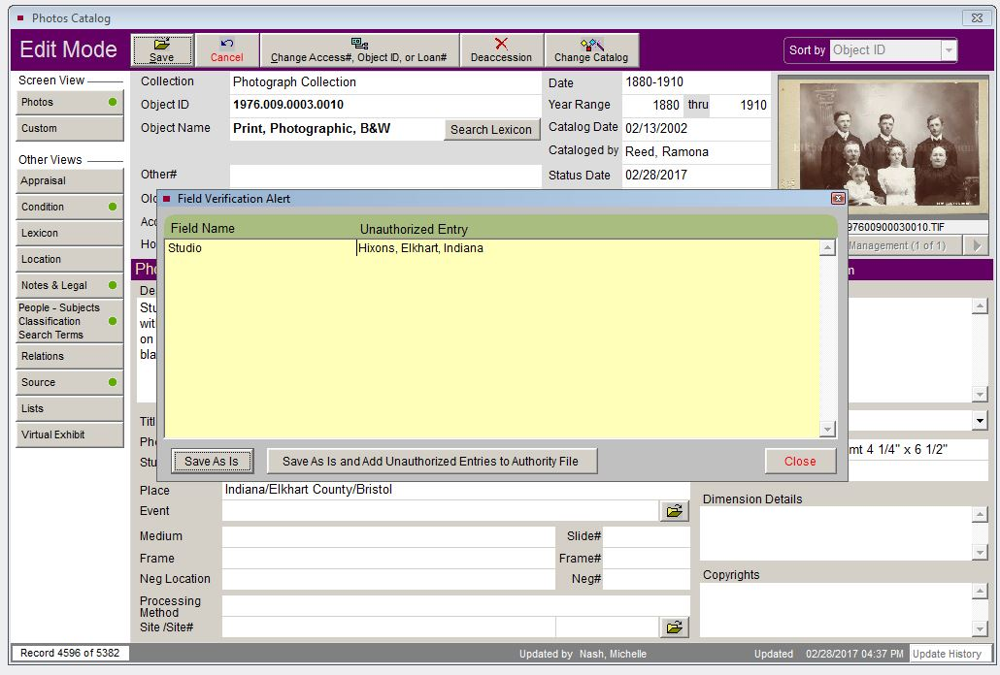 Photos Catalog
Edit Mode
Save
Cancel
Change Access#, Object ID, or Loan#
Deaccession
Change Catalog
Sort by Object ID
Screen View
Photos
Custom
Other Views
Appraisal
Condition
Lexicon
Location
Notes & Legal
People - Subjects
Classification
Search Terms
Relations
Source
Lists
Virtual Exhibit
Collection Photograph Collection
Object ID 1976.009.0003.0010
Object Name Print, Photographic, B&W Search Lexicon
Other#
Old
Acc
Ho
Date 1880-1910
Year Range 1880 thru 1910
Catalog Date 02/13/2002
Cataloged by Reed, Ramona
Status Date 02/28/2017
97600900030010.TIF
Management (1 of 1)
Field Verification Alert
Field Name Unauthorized Entry
Studio Hixons, Elkhart, Indiana
Save As Is
Save As Is and Add Unauthorized Entries to Authority File
Close
Pho
m
De
Stu
with
on
bla
Titl
Pho
Stu
mt 4 1/4" x 6 1/2"
Place Indiana/Elkhart County/Bristol
Event
Medium Slide#
Frame Frame#
Neg Location Neg#
Processing
Method
Site /Site#
Dimension Details
Copyrights
Record 4596 of 5382
Updated by Nash, Michelle
Updated 02/28/2017 04:37 PM
Update History